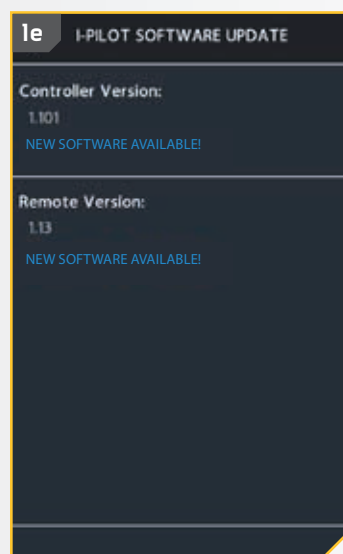 1e
I-PILOT SOFTWARE UPDATE
Controller Version:
1.101
NEW SOFTWARE AVAILABLE!
Remote Version:
1.13
NEW SOFTWARE AVAILABLE!